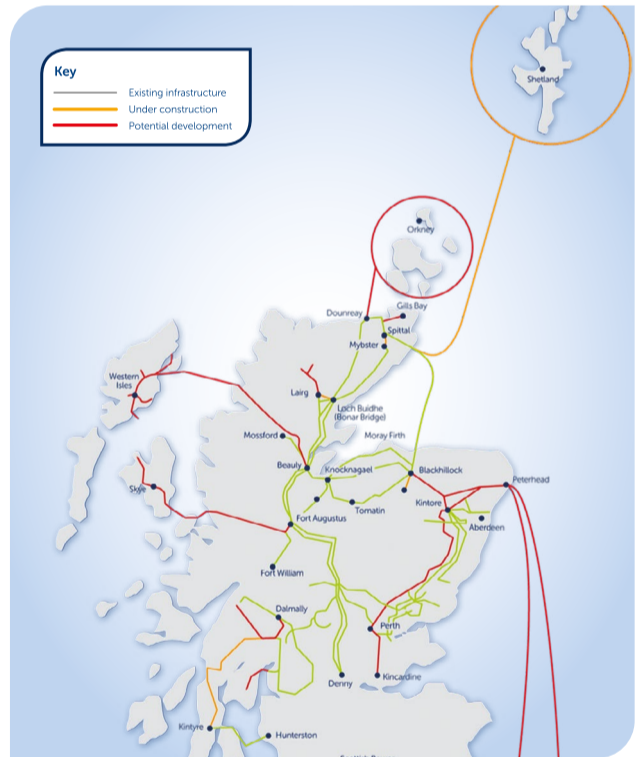 Key
Existing infrastructure
Under construction
Potential development
Shetland
Orkney
Gills Bay
Dounreay
Spittal
Mybster
Western
Isles
Lairg
Loch Buidhe
(Bonar Bridge)
Mossford
Moray Firth
Beauly
Knocknagael
Blackhillock
Peterhead
Skye
Kintore
Tomatin
Fort Augustus
Aberdeen
Fort William
Dalmally
Perth
Denny
Kincardine
Kintyre
Hunterston